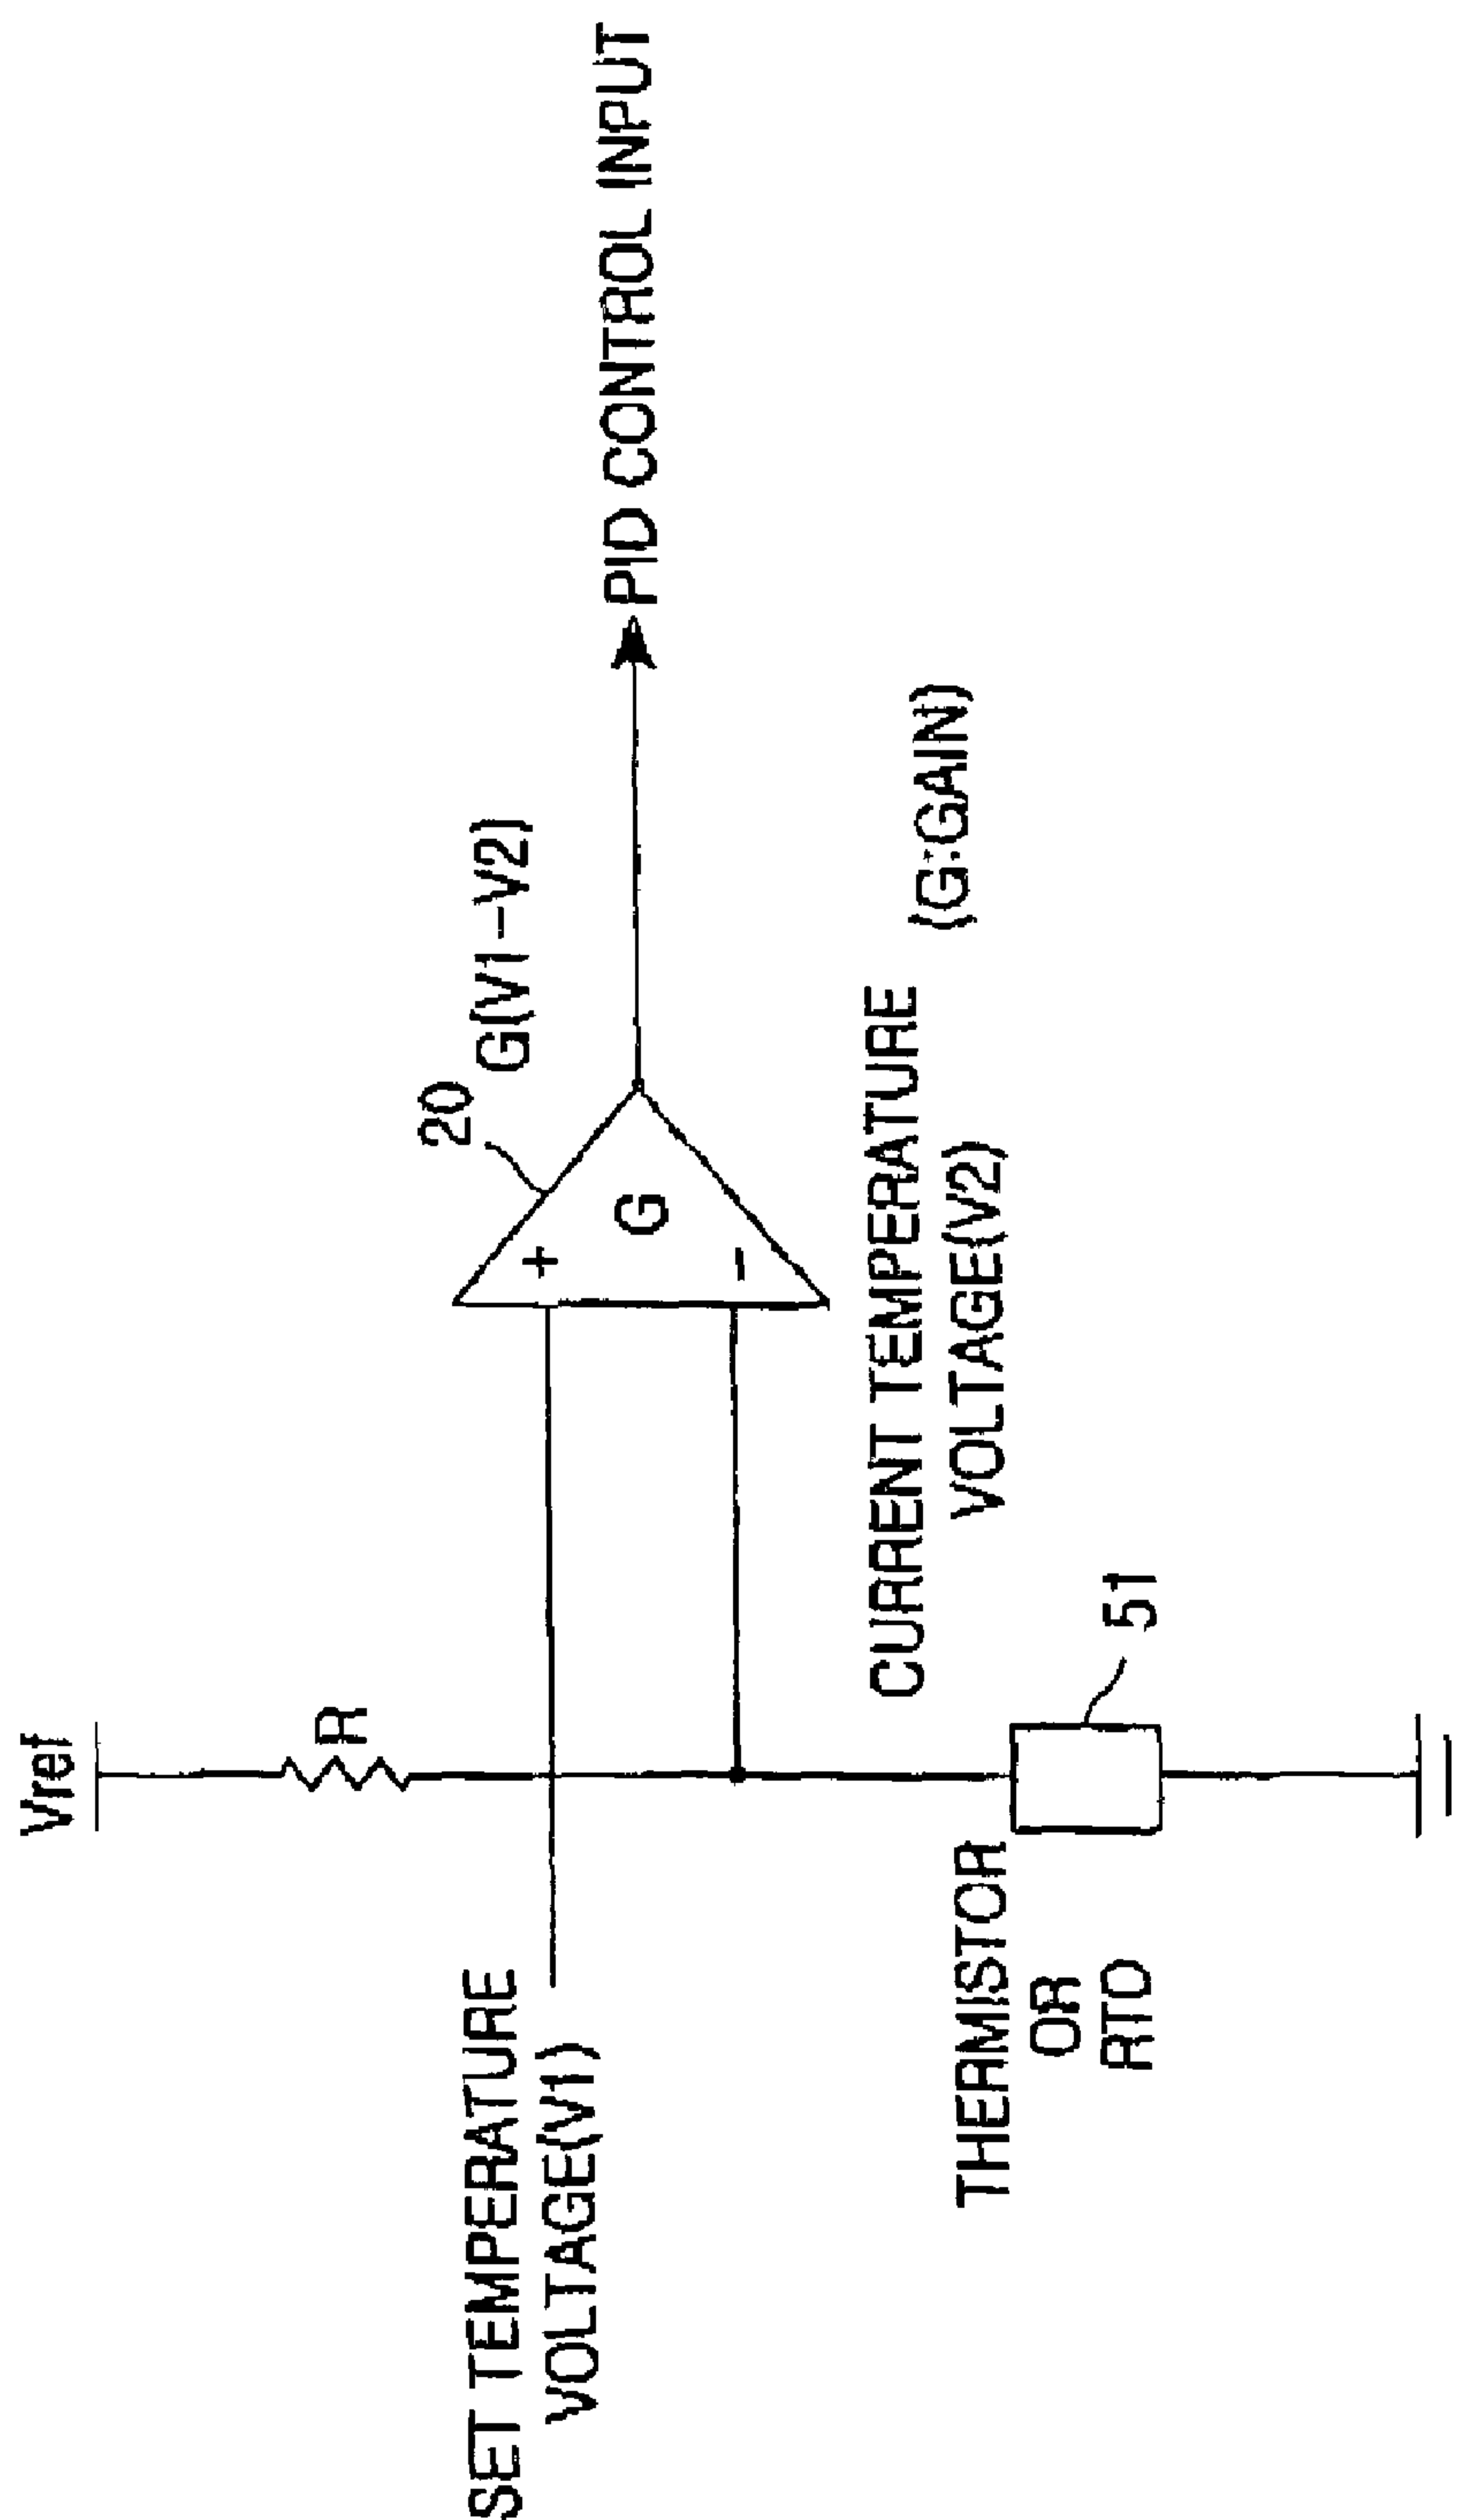 Vref
R
20
G(V1-V2)
SET TEMPERATURE
VOLTAGE(V1)
+
G
-
PID CONTROL INPUT
CURRENT TEMPERATURE
VOLTAGE(V2)
(G:GAIN)
THERMISTOR
OR
RTD
51